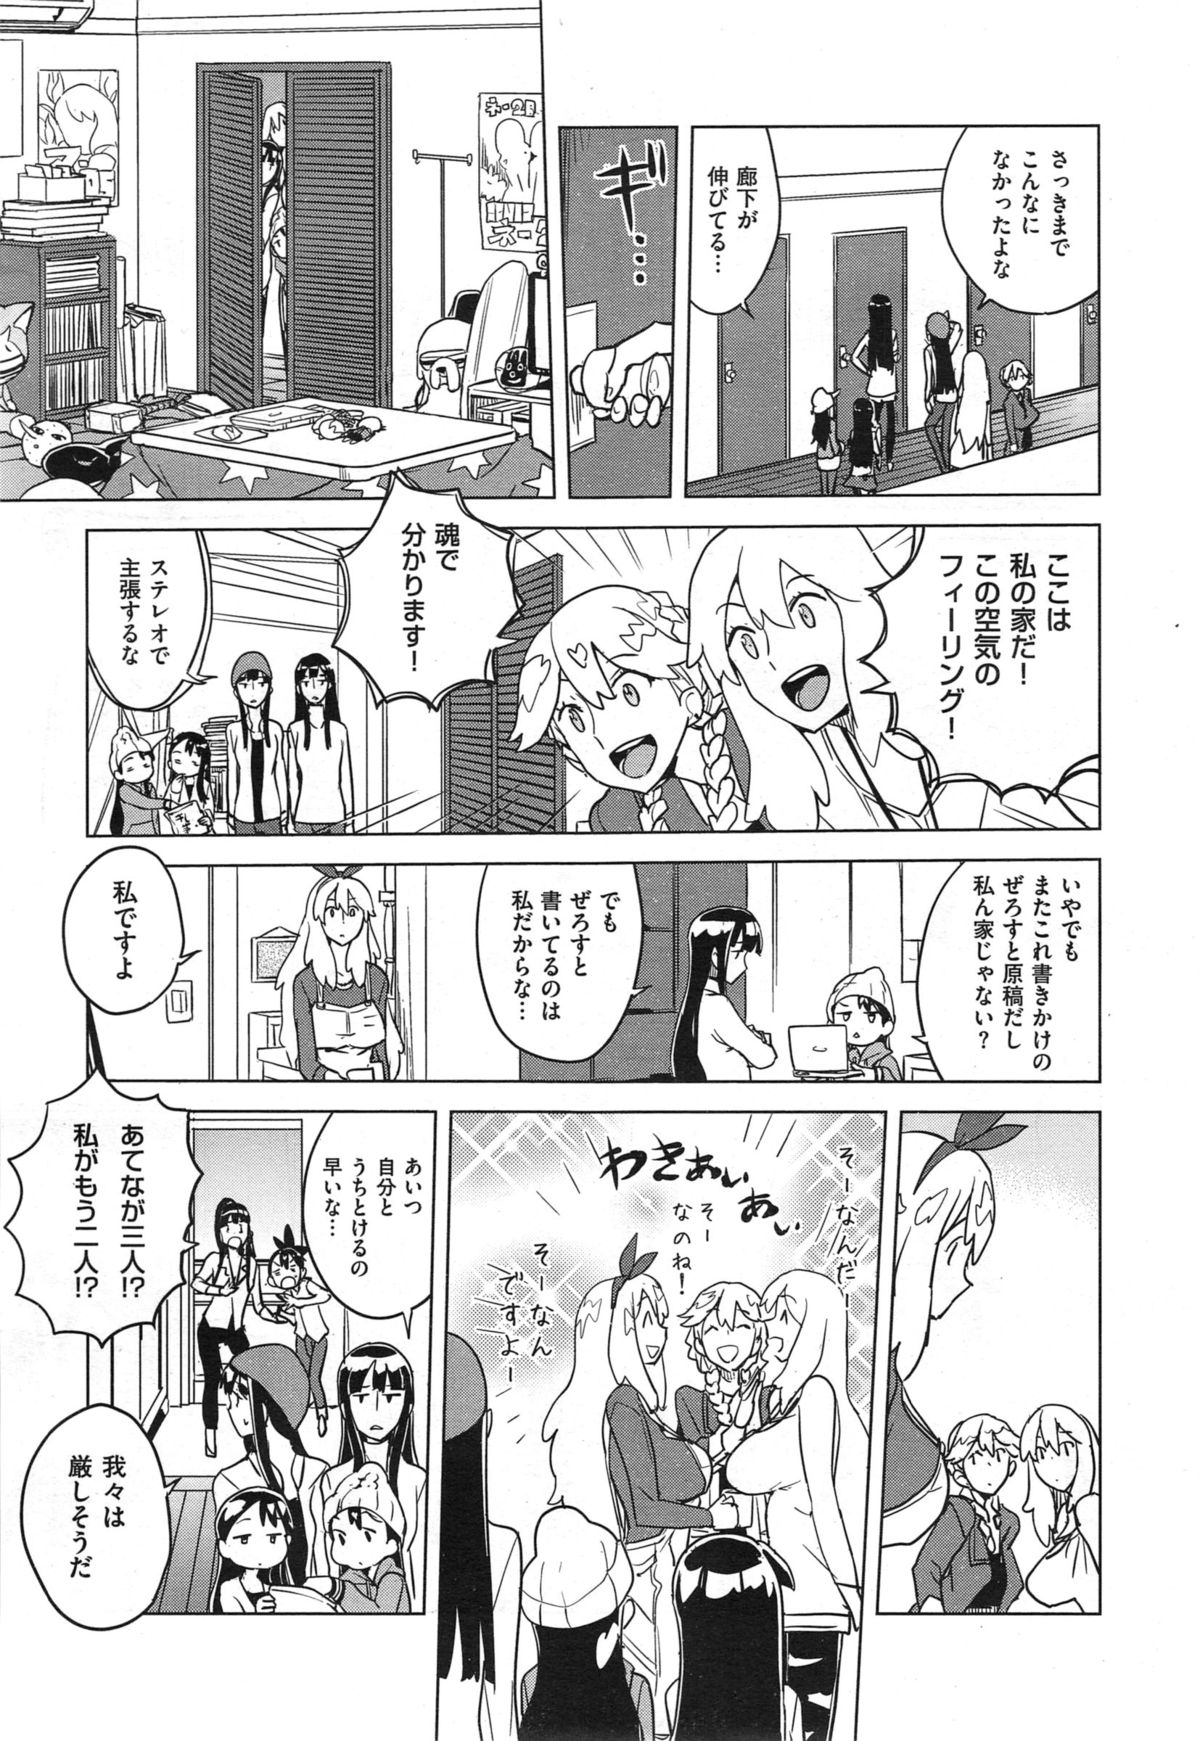 さっきまで
こんなに
なかったよな
廊下が
伸びてる…
ギ…
ネーの日
ここは
私の家だ！
この空気の
フィーリング！
魂で
分かります！
ステレオで
主張するな
いやでも
またこれ書きかけの
ぜろすと原稿だし
私ん家じゃない？
でも
ぜろすと
書いてるのは
私だからな…
私ですよ
そーなんだー
わきあいあい
そー
なのね！
そーなん
ですよー
あいつ
自分と
うちとけるの
早いな…
あてなが三人!?
私がもう二人!?
我々は
厳しそうだ